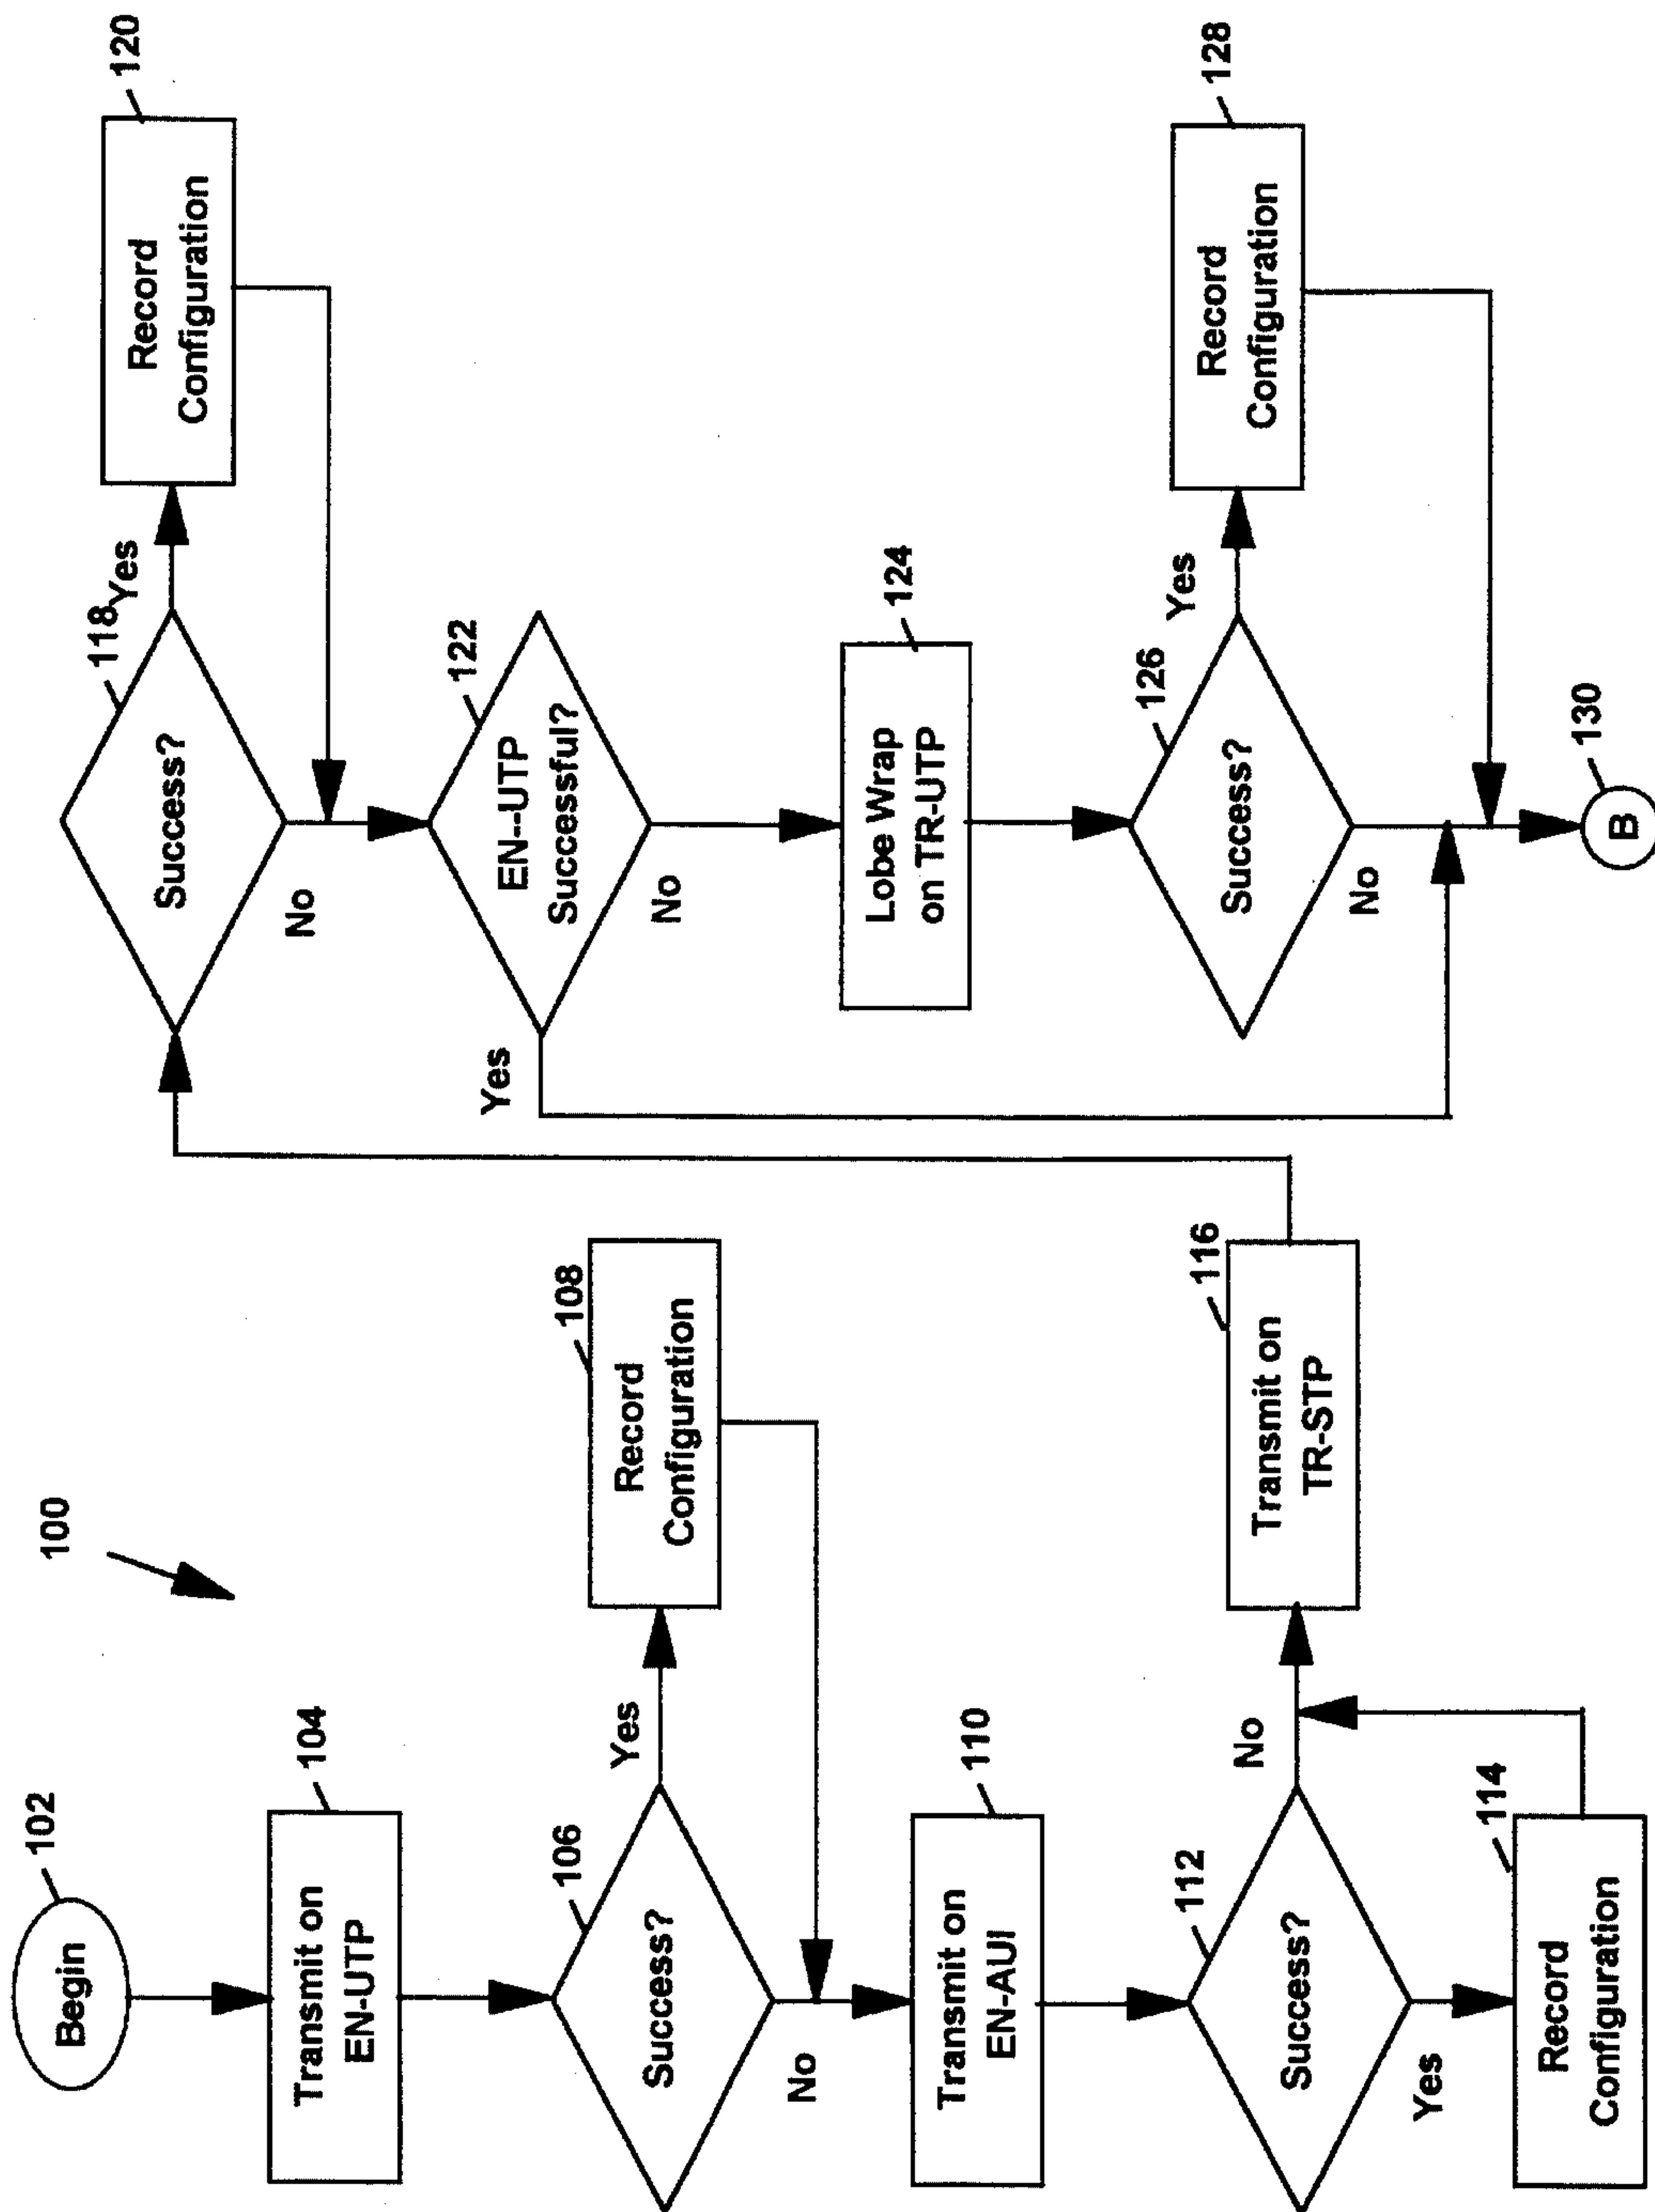 100
Begin
102
Transmit on
EN-UTP
104
Success?
106
Yes
No
Record
Configuration
108
Transmit on
EN-AUI
110
Success?
112
No
Yes
Record
Configuration
114
Transmit on
TR-STP
116
Success?
118
Yes
No
Record
Configuration
120
EN--UTP
Successful?
122
Yes
No
Lobe Wrap
on TR-UTP
124
Success?
126
Yes
No
Record
Configuration
128
B
130